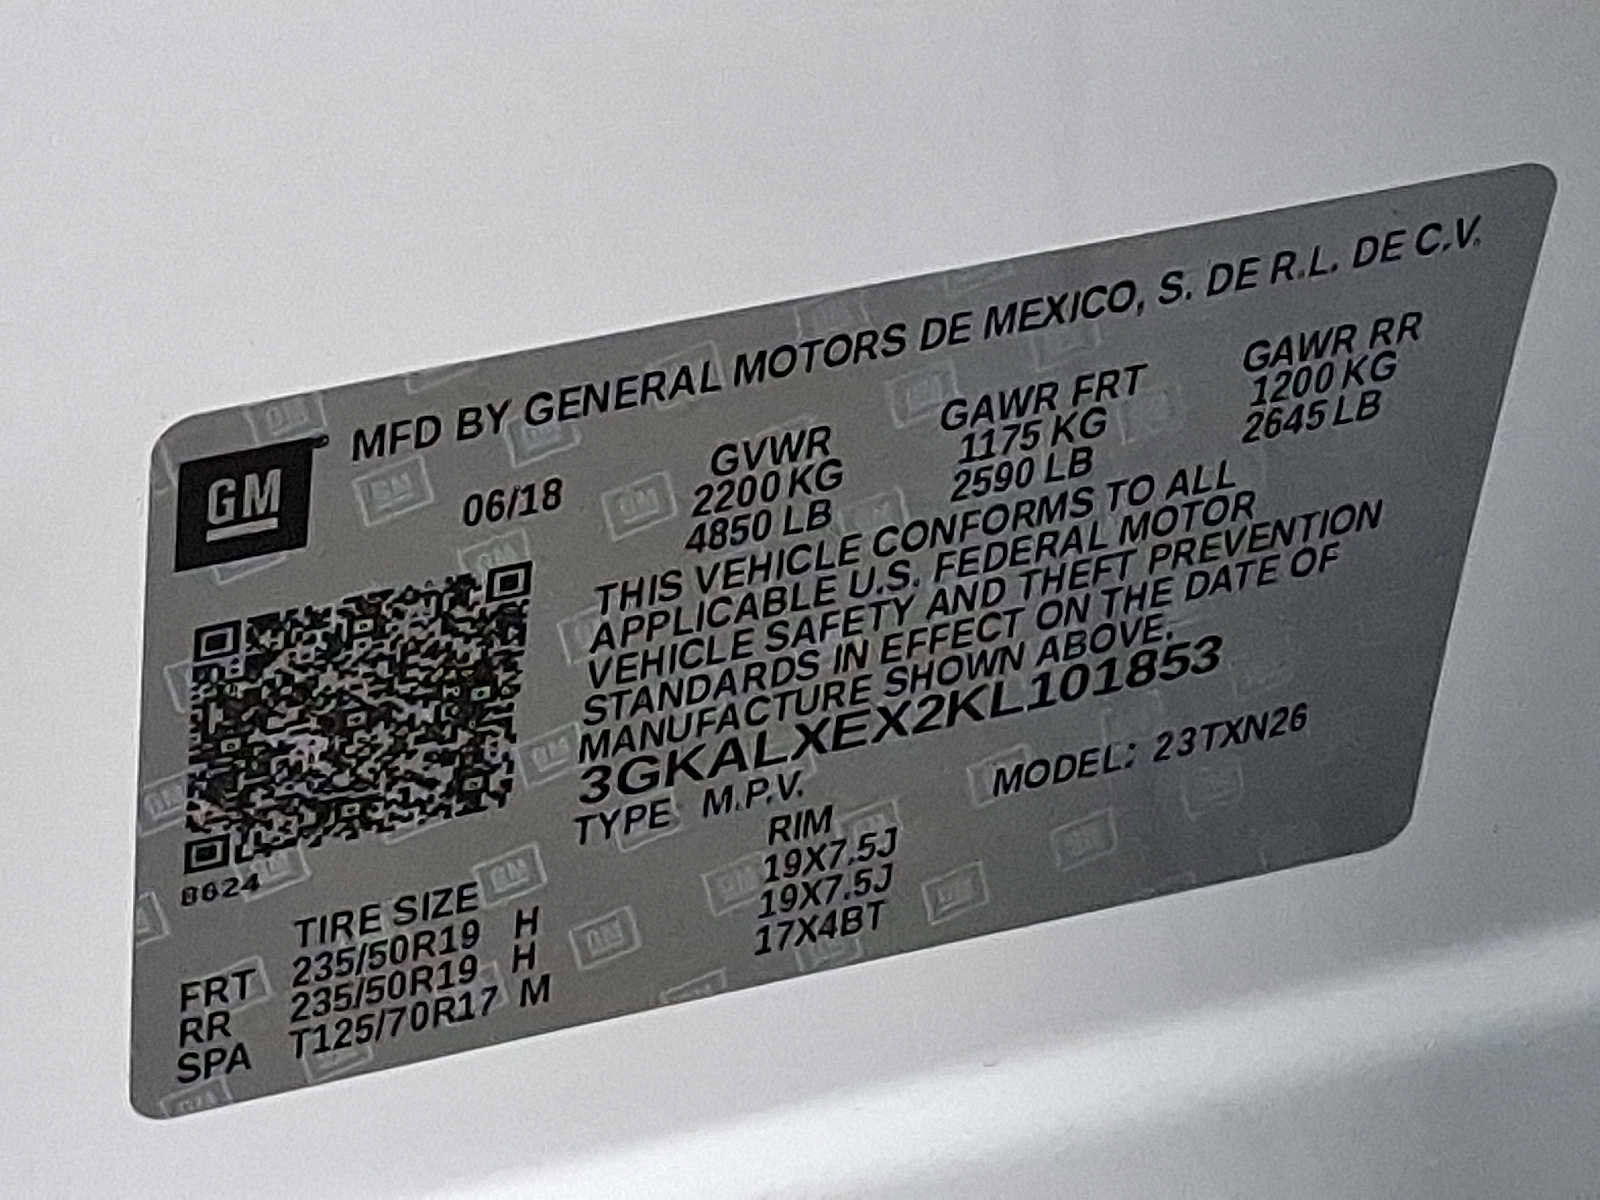 MFD BY GENERAL MOTORS DE MEXICO, S. DE R.L. DE C.V.
GM
06/18
GVWR
2200 KG
4850 LB
GAWR FRT
1175 KG
2590 LB
GAWR RR
1200 KG
2645 LB
THIS VEHICLE CONFORMS TO ALL
APPLICABLE U.S. FEDERAL MOTOR
VEHICLE SAFETY AND THEFT PREVENTION
STANDARDS IN EFFECT ON THE DATE OF
MANUFACTURE SHOWN ABOVE.
3GKALXEX2KL101853
TYPE M.P.V. MODEL: 23TXN26
TIRE SIZE RIM
FRT 235/50R19 H 19X7.5J
RR 235/50R19 H 19X7.5J
SPA T125/70R17 M 17X4BT